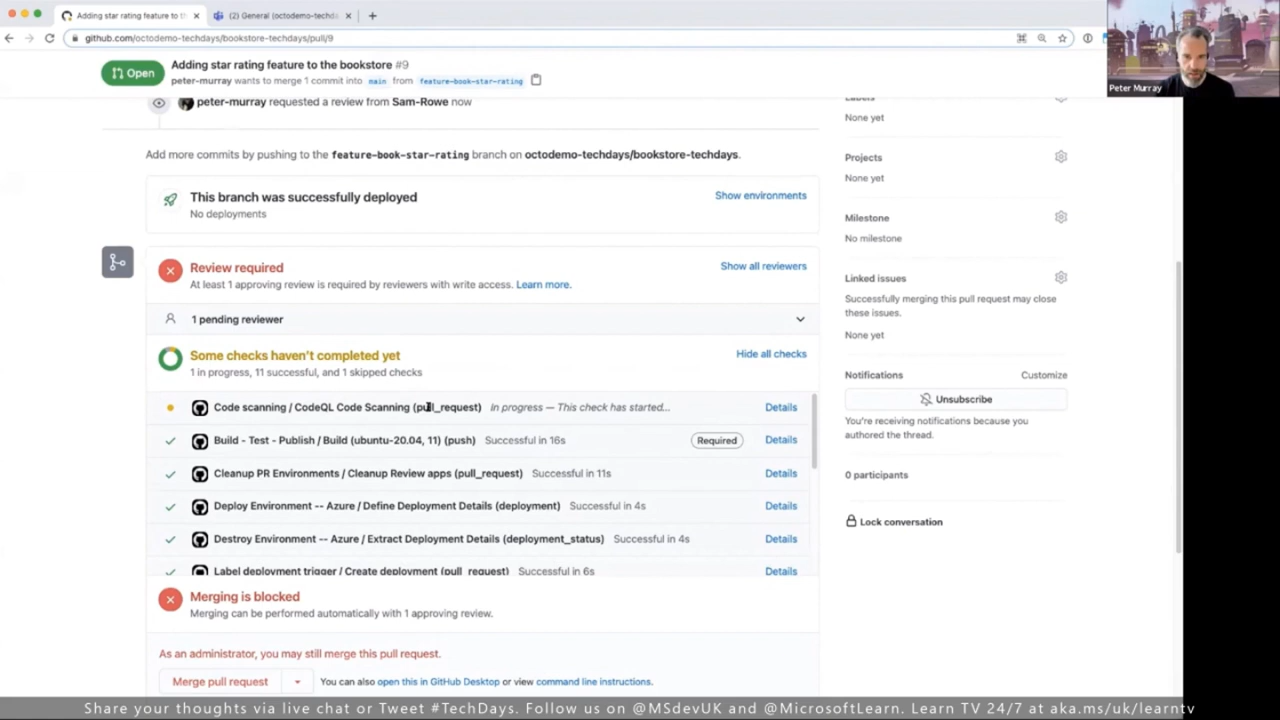 Adding star rating feature to th
(2) General (octodemo-techda
github.com/octodemo-techdays/bookstore-techdays/pull/9
Open
Adding star rating feature to the bookstore #9
peter-murray wants to merge 1 commit into main from feature-book-star-rating
Peter Murray
peter-murray requested a review from Sam-Rowe now
Labels
None yet
Add more commits by pushing to the feature-book-star-rating branch on octodemo-techdays/bookstore-techdays.
Projects
None yet
This branch was successfully deployed
No deployments
Show environments
Milestone
No milestone
Review required
At least 1 approving review is required by reviewers with write access. Learn more.
Show all reviewers
Linked issues
Successfully merging this pull request may close
these issues.
None yet
1 pending reviewer
Some checks haven't completed yet
1 in progress, 11 successful, and 1 skipped checks
Hide all checks
Notifications
Customize
Unsubscribe
You're receiving notifications because you
authored the thread.
Code scanning / CodeQL Code Scanning (pull_request) In progress — This check has started... Details
Build - Test - Publish / Build (ubuntu-20.04, 11) (push) Successful in 16s Required Details
Cleanup PR Environments / Cleanup Review apps (pull_request) Successful in 11s Details
0 participants
Deploy Environment -- Azure / Define Deployment Details (deployment) Successful in 4s Details
Lock conversation
Destroy Environment -- Azure / Extract Deployment Details (deployment_status) Successful in 4s Details
Label deployment trigger / Create deployment (pull_request) Successful in 6s Details
Merging is blocked
Merging can be performed automatically with 1 approving review.
As an administrator, you may still merge this pull request.
Merge pull request
You can also open this in GitHub Desktop or view command line instructions.
Share your thoughts via live chat or Tweet #TechDays. Follow us on @MSdevUK and @MicrosoftLearn. Learn TV 24/7 at aka.ms/uk/learntv